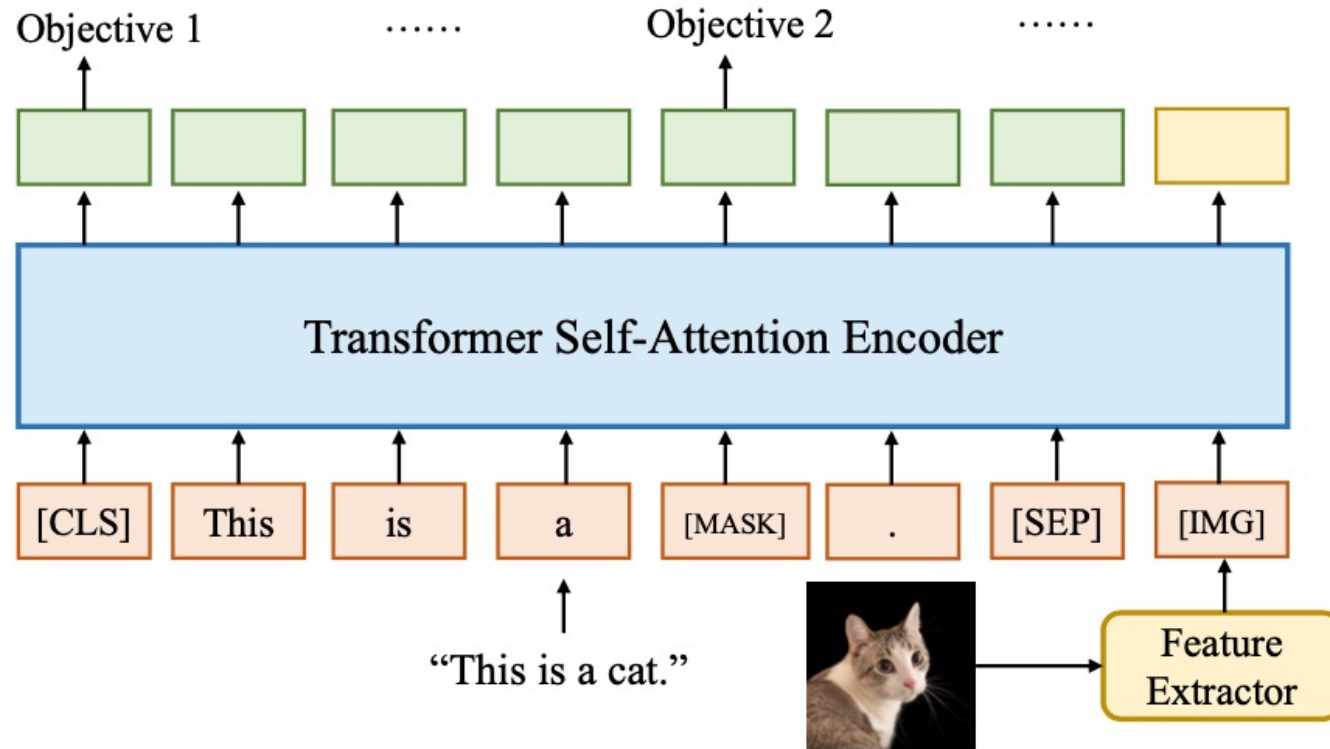 Objective 1 …… Objective 2 ……
Transformer Self-Attention Encoder
[CLS] This is a [MASK] . [SEP] [IMG]
“This is a cat.”
Feature
Extractor